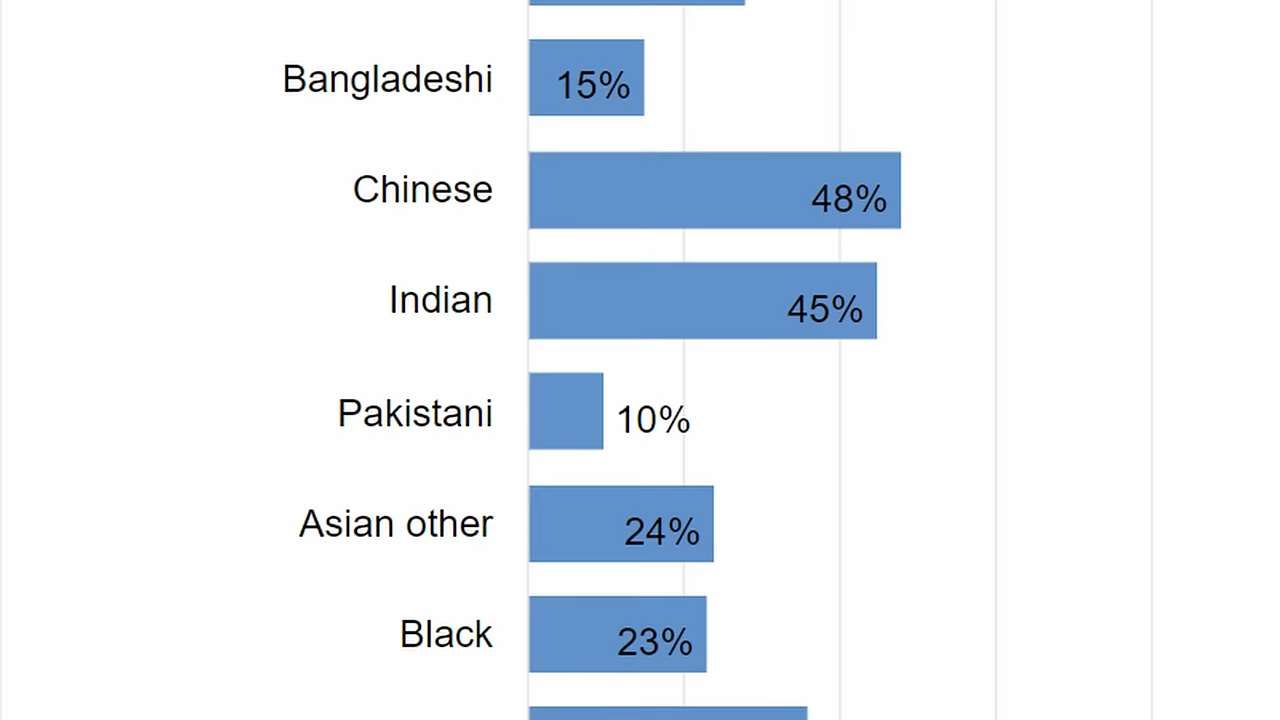 Bangladeshi 15%
Chinese 48%
Indian 45%
Pakistani 10%
Asian other 24%
Black 23%